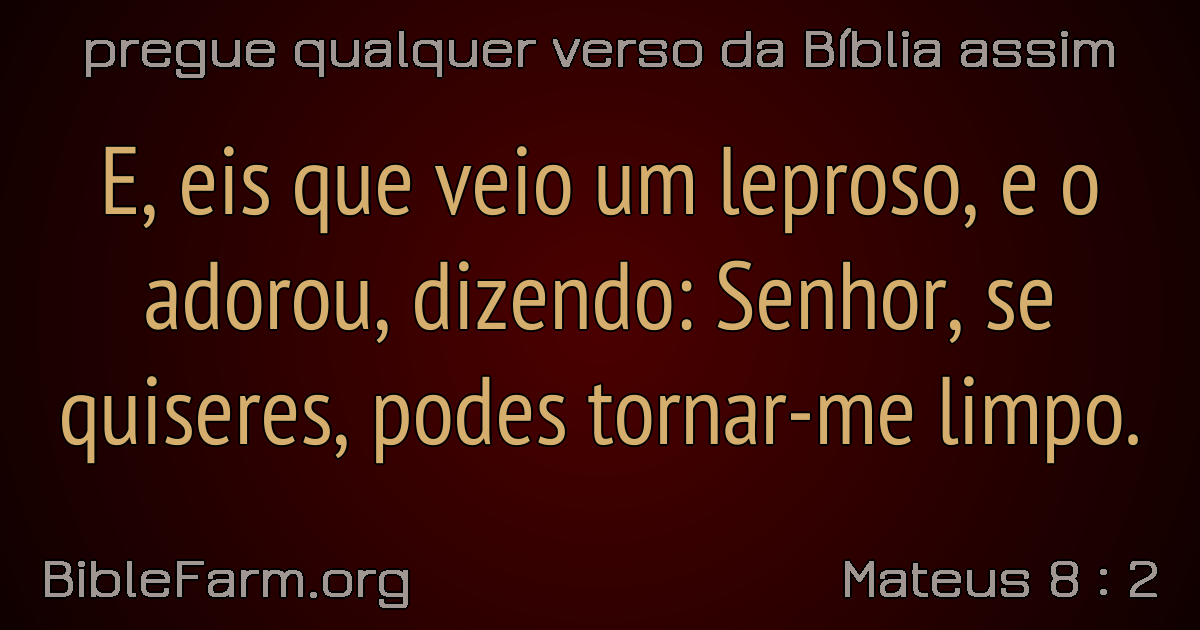 pregue qualquer verso da Bíblia assim
E, eis que veio um leproso, e o
adorou, dizendo: Senhor, se
quiseres, podes tornar-me limpo.
BibleFarm.org
Mateus 8 : 2